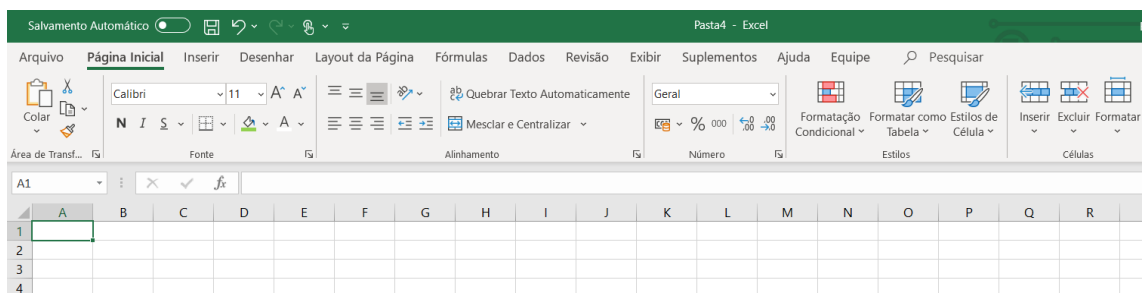 Salvamento Automático Pasta4 - Excel
Arquivo Página Inicial Inserir Desenhar Layout da Página Fórmulas Dados Revisão Exibir Suplementos Ajuda Equipe Pesquisar
Calibri 11 A A ab Quebrar Texto Automaticamente Geral
Colar Formatação Formatar como Estilos de Inserir Excluir Formatar
N I S A Mesclar e Centralizar % 000 Condicional Tabela Célula
Área de Transf... Fonte Alinhamento Número Estilos Células
A1 fx
A B C D E F G H I J K L M N O P Q R
1
2
3
4